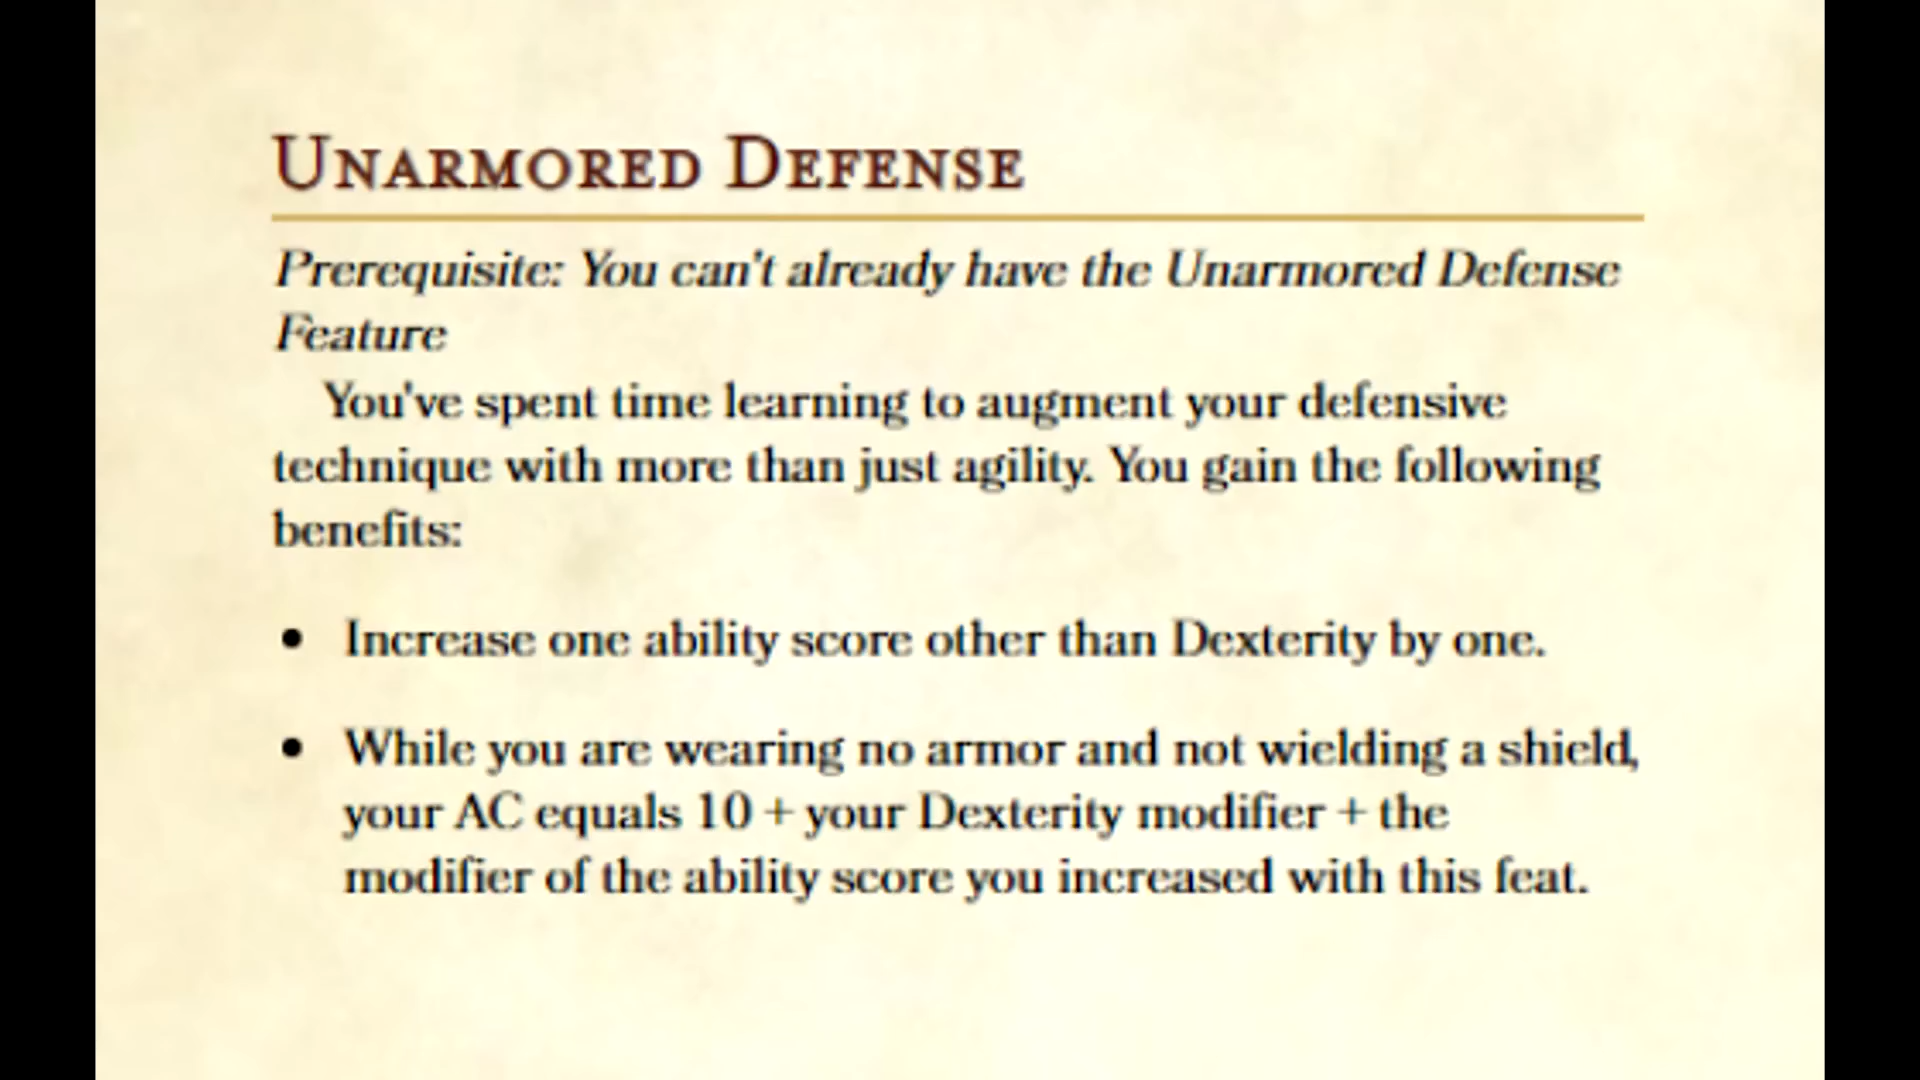 UNARMORED DEFENSE
Prerequisite: You can't already have the Unarmored Defense
Feature
You've spent time learning to augment your defensive
technique with more than just agility. You gain the following
benefits:
• Increase one ability score other than Dexterity by one.
• While you are wearing no armor and not wielding a shield,
your AC equals 10 + your Dexterity modifier + the
modifier of the ability score you increased with this feat.